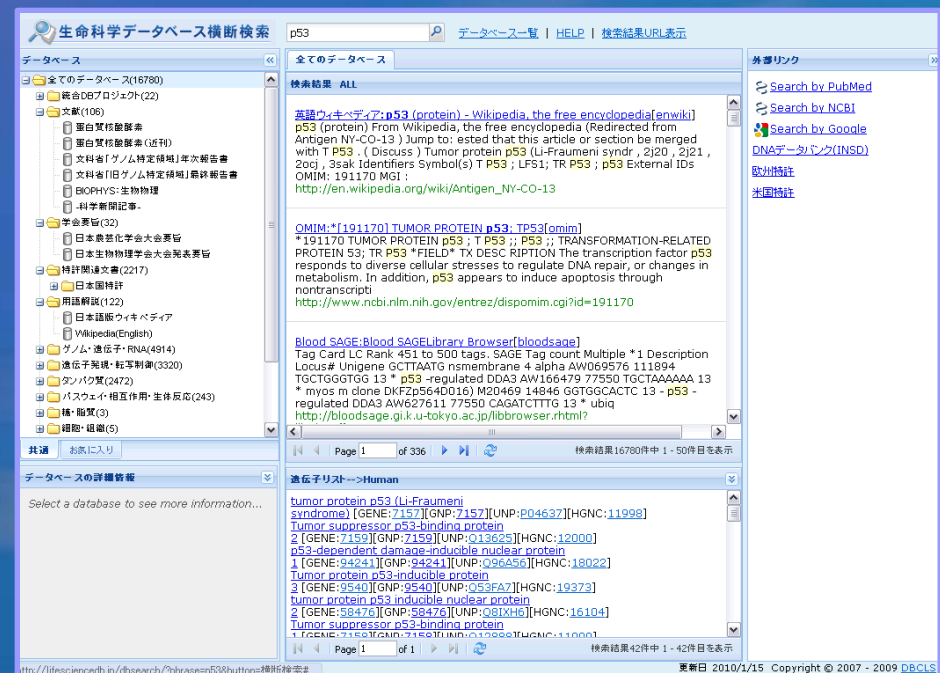 生命科学データベース横断検索
p53
データベース一覧 | HELP | 検索結果URL表示
データベース
全てのデータベース(16780)
統合DBプロジェクト(22)
文献(106)
蛋白質核酸酵素
蛋白質核酸酵素(近刊)
文科省「ゲノム特定領域」年次報告書
文科省「旧ゲノム特定領域」最終報告書
BIOPHYS:生物物理
-科学新聞記事-
学会要旨(32)
日本農芸化学会大会要旨
日本生物物理学会大会発表要旨
特許関連文書(2217)
日本国特許
用語解説(122)
日本語版ウィキペディア
Wikipedia(English)
ゲノム・遺伝子・RNA(4914)
遺伝子発現・転写制御(3320)
タンパク質(2472)
パスウェイ・相互作用・生体反応(243)
糖・脂質(3)
細胞・組織(5)
共通 お気に入り
データベースの詳細情報
Select a database to see more information...
全てのデータベース
検索結果 ALL
英語ウィキペディア:p53 (protein) - Wikipedia, the free encyclopedia[enwiki]
p53 (protein) From Wikipedia, the free encyclopedia (Redirected from
Antigen NY-CO-13 ) Jump to: ested that this article or section be merged
with T P53 . ( Discuss ) Tumor protein p53 (Li-Fraumeni syndr , 2j20 , 2j21 ,
2ocj , 3sak Identifiers Symbol(s) T P53 ; LFS1; TR P53 ; p53 External IDs
OMIM: 191170 MGI :
http://en.wikipedia.org/wiki/Antigen_NY-CO-13
OMIM:*[191170] TUMOR PROTEIN p53; TP53[omim]
*191170 TUMOR PROTEIN p53 ; T P53 ;; P53 ;; TRANSFORMATION-RELATED
PROTEIN 53; TR P53 *FIELD* TX DESC RIPTION The transcription factor p53
responds to diverse cellular stresses to regulate DNA repair, or changes in
metabolism. In addition, p53 appears to induce apoptosis through
nontranscripti
http://www.ncbi.nlm.nih.gov/entrez/dispomim.cgi?id=191170
Blood SAGE:Blood SAGELibrary Browser[bloodsage]
Tag Card LC Rank 451 to 500 tags. SAGE Tag count Multiple *1 Description
Locus# Unigene GCTTAATG nsmembrane 4 alpha AW069576 111894
TGCTGGGTGG 13 * p53 -regulated DDA3 AW166479 77550 TGCTAAAAAA 13
* myos m clone DKFZp564D016) M20469 14846 GGTGGCACTC 13 - p53 -
regulated DDA3 AW627611 77550 CAGATCTTTG 13 * ubiq
http://bloodsage.gi.k.u-tokyo.ac.jp/libbrowser.rhtml?
Page 1 of 336 検索結果16780件中 1 - 50件目を表示
遺伝子リスト-->Human
tumor protein p53 (Li-Fraumeni
syndrome) [GENE:7157][GNP:7157][UNP:P04637][HGNC:11998]
Tumor suppressor p53-binding protein
2 [GENE:7159][GNP:7159][UNP:Q13625][HGNC:12000]
p53-dependent damage-inducible nuclear protein
1 [GENE:94241][GNP:94241][UNP:Q96A56][HGNC:18022]
Tumor protein p53-inducible protein
3 [GENE:9540][GNP:9540][UNP:Q53FA7][HGNC:19373]
tumor protein p53 inducible nuclear protein
2 [GENE:58476][GNP:58476][UNP:Q8IXH6][HGNC:16104]
Tumor suppressor p53-binding protein
Page 1 of 1 検索結果42件中 1 - 42件目を表示
外部リンク
Search by PubMed
Search by NCBI
Search by Google
DNAデータバンク(INSD)
欧州特許
米国特許
http://lifesciencedb.jp/dbsearch/?phrase=p53&button=横断検索#
更新日 2010/1/15 Copyright © 2007 - 2009 DBCLS